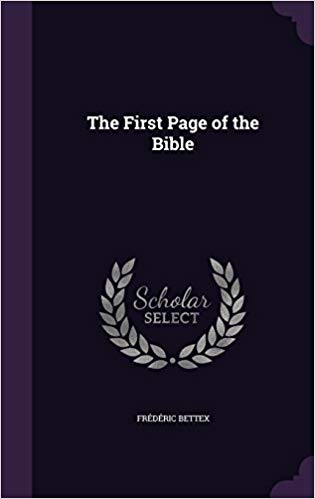 The First Page of the
Bible
Scholar
SELECT
FRÉDÉRIC BETTEX